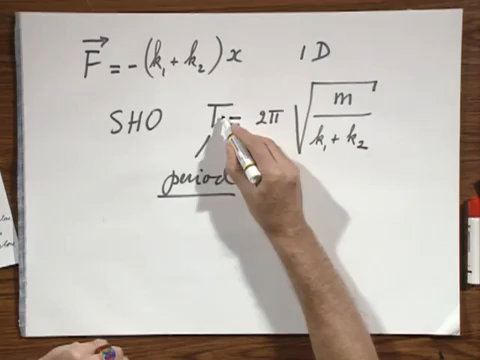 F⃗ = -(k₁ + k₂)x 1D
SHO T = 2π √(m / (k₁ + k₂))
period